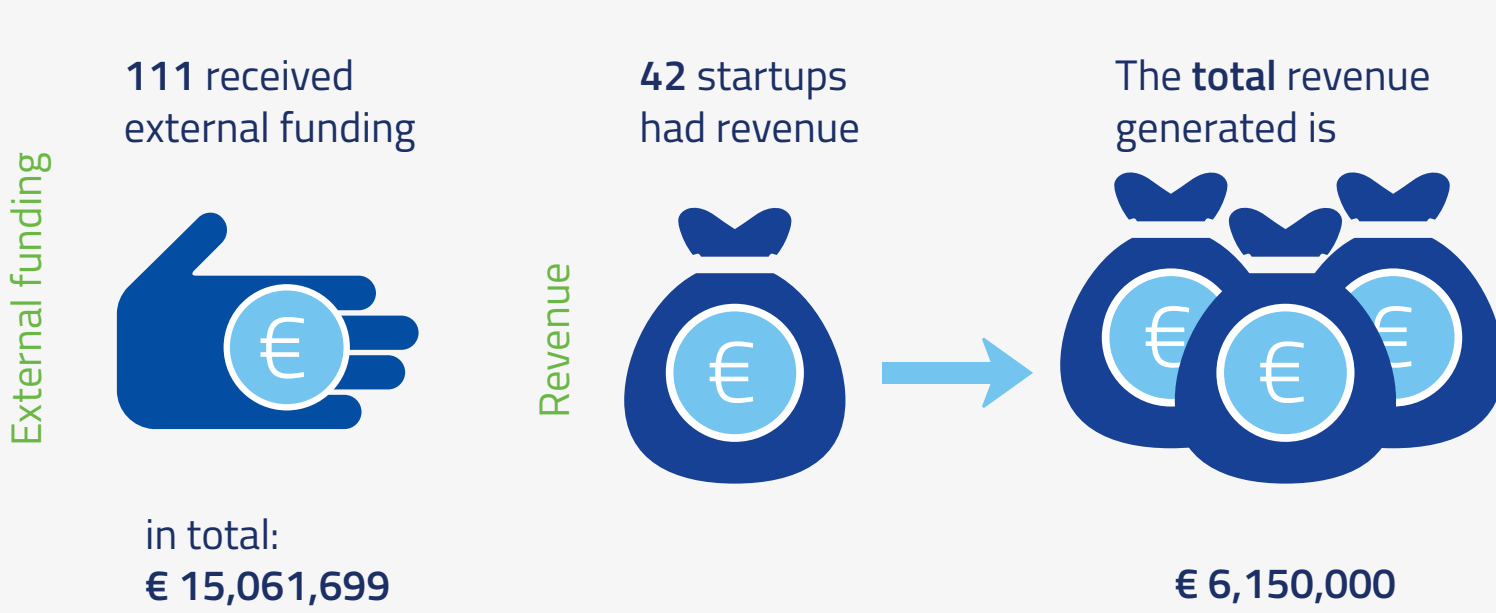 External funding
111 received
external funding
€
in total:
€ 15,061,699
Revenue
42 startups
had revenue
€
The total revenue
generated is
€
€
€
€ 6,150,000